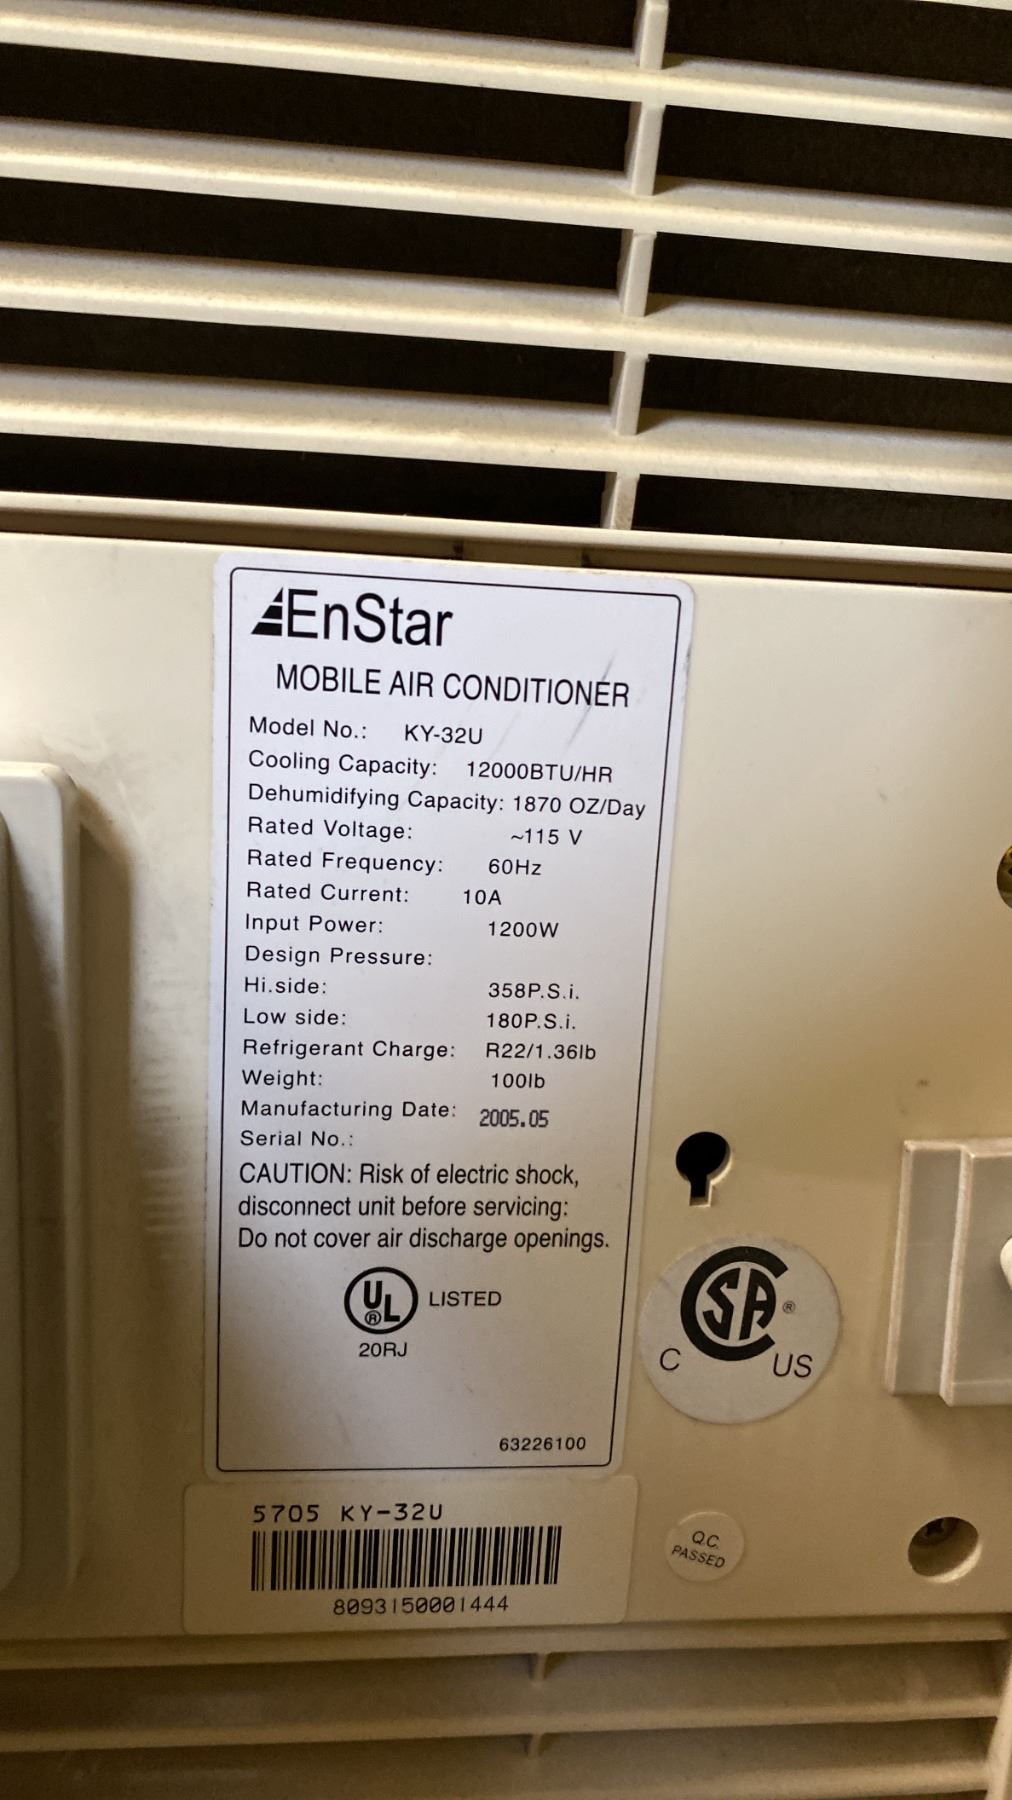 EnStar
MOBILE AIR CONDITIONER
Model No.: KY-32U
Cooling Capacity: 12000BTU/HR
Dehumidifying Capacity: 1870 OZ/Day
Rated Voltage: ~115 V
Rated Frequency: 60Hz
Rated Current: 10A
Input Power: 1200W
Design Pressure:
Hi.side: 358P.S.i.
Low side: 180P.S.i.
Refrigerant Charge: R22/1.36lb
Weight: 100lb
Manufacturing Date: 2005.05
Serial No.:
CAUTION: Risk of electric shock,
disconnect unit before servicing:
Do not cover air discharge openings.
UL ® LISTED
20RJ
63226100
CSA ®
C US
5705 KY-32U
8093150001444
Q.C.
PASSED